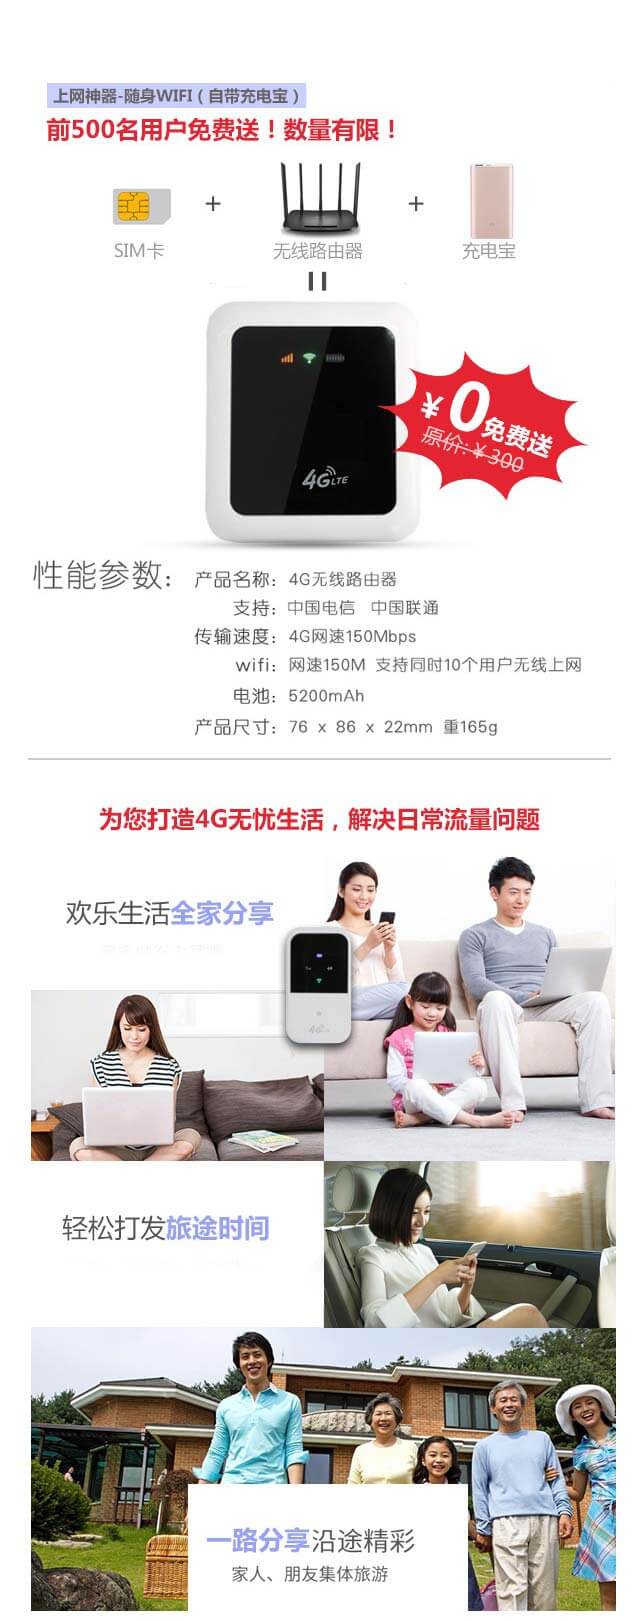 上网神器-随身WIFI（自带充电宝）
前500名用户免费送！数量有限！
+ +
SIM卡 无线路由器 充电宝
4G LTE
￥0免费送
原价:￥300
性能参数:
产品名称: 4G无线路由器
支持: 中国电信 中国联通
传输速度: 4G网速150Mbps
wifi: 网速150M 支持同时10个用户无线上网
电池: 5200mAh
产品尺寸: 76 x 86 x 22mm 重165g
为您打造4G无忧生活，解决日常流量问题
欢乐生活全家分享
4G
轻松打发旅途时间
一路分享沿途精彩
家人、朋友集体旅游